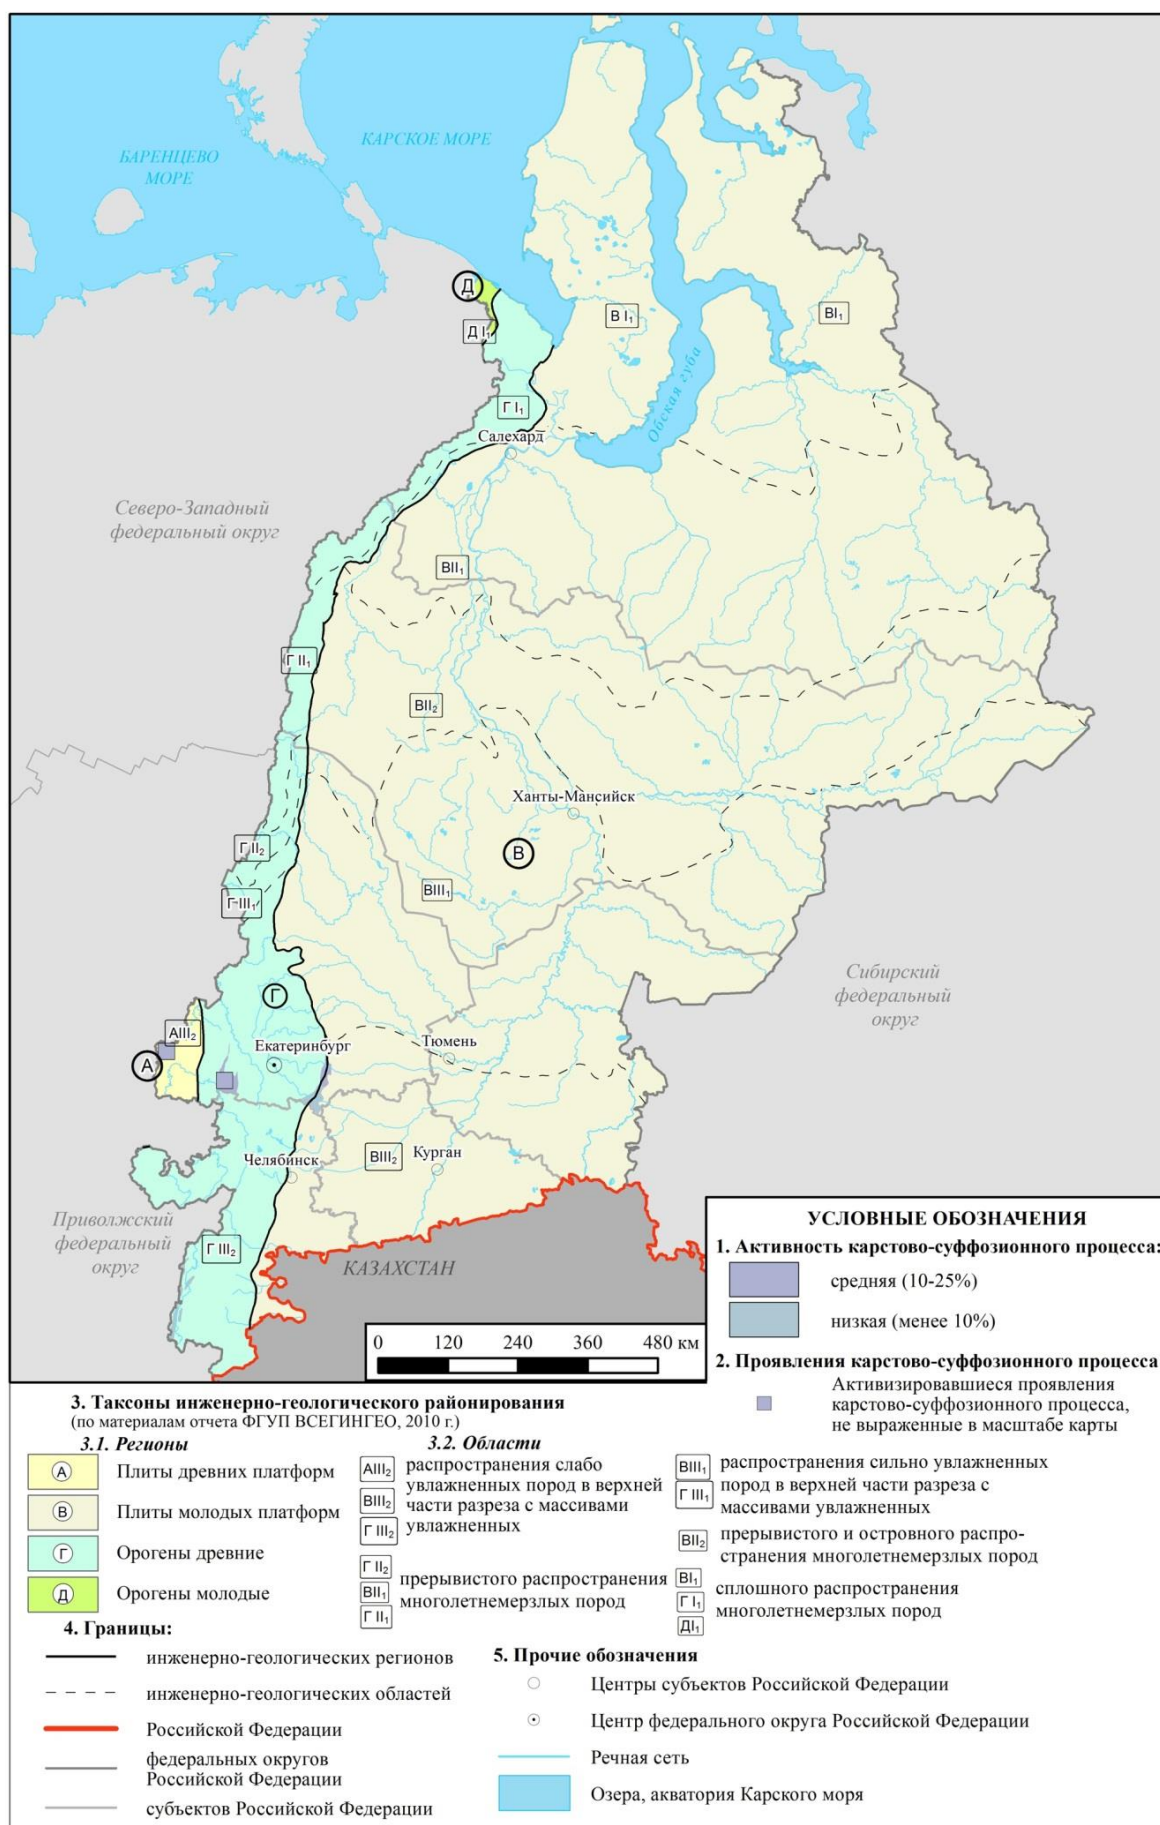 КАРСКОЕ МОРЕ
БАРЕНЦЕВО
МОРЕ
Д
Д I₁
В I₁
ВI₁
Обская губа
Г I₁
Салехард
Северо-Западный
федеральный округ
ВII₁
Г II₁
ВII₂
Ханты-Мансийск
В
Г II₂
ВIII₁
Г III₁
Сибирский
федеральный
округ
Г
АIII₂
А
Екатеринбург
Тюмень
ВIII₂
Курган
Челябинск
Приволжский
федеральный
округ
Г III₂
КАЗАХСТАН
0 120 240 360 480 км
УСЛОВНЫЕ ОБОЗНАЧЕНИЯ
1. Активность карстово-суффозионного процесса:
средняя (10-25%)
низкая (менее 10%)
2. Проявления карстово-суффозионного процесса
Активизировавшиеся проявления
карстово-суффозионного процесса,
не выраженные в масштабе карты
3. Таксоны инженерно-геологического районирования
(по материалам отчета ФГУП ВСЕГИНГЕО, 2010 г.)
3.1. Регионы
А Плиты древних платформ
В Плиты молодых платформ
Г Орогены древние
Д Орогены молодые
3.2. Области
АIII₂
ВIII₂
Г III₂
распространения слабо
увлажненных пород в верхней
части разреза с массивами
увлажненных
Г II₂
ВII₁
Г II₁
прерывистого распространения
многолетнемерзлых пород
ВIII₁
Г III₁
распространения сильно увлажненных
пород в верхней части разреза с
массивами увлажненных
ВII₂
прерывистого и островного распро-
странения многолетнемерзлых пород
ВI₁
Г I₁
ДI₁
сплошного распространения
многолетнемерзлых пород
4. Границы:
инженерно-геологических регионов
инженерно-геологических областей
Российской Федерации
федеральных округов
Российской Федерации
субъектов Российской Федерации
5. Прочие обозначения
Центры субъектов Российской Федерации
Центр федерального округа Российской Федерации
Речная сеть
Озера, акватория Карского моря